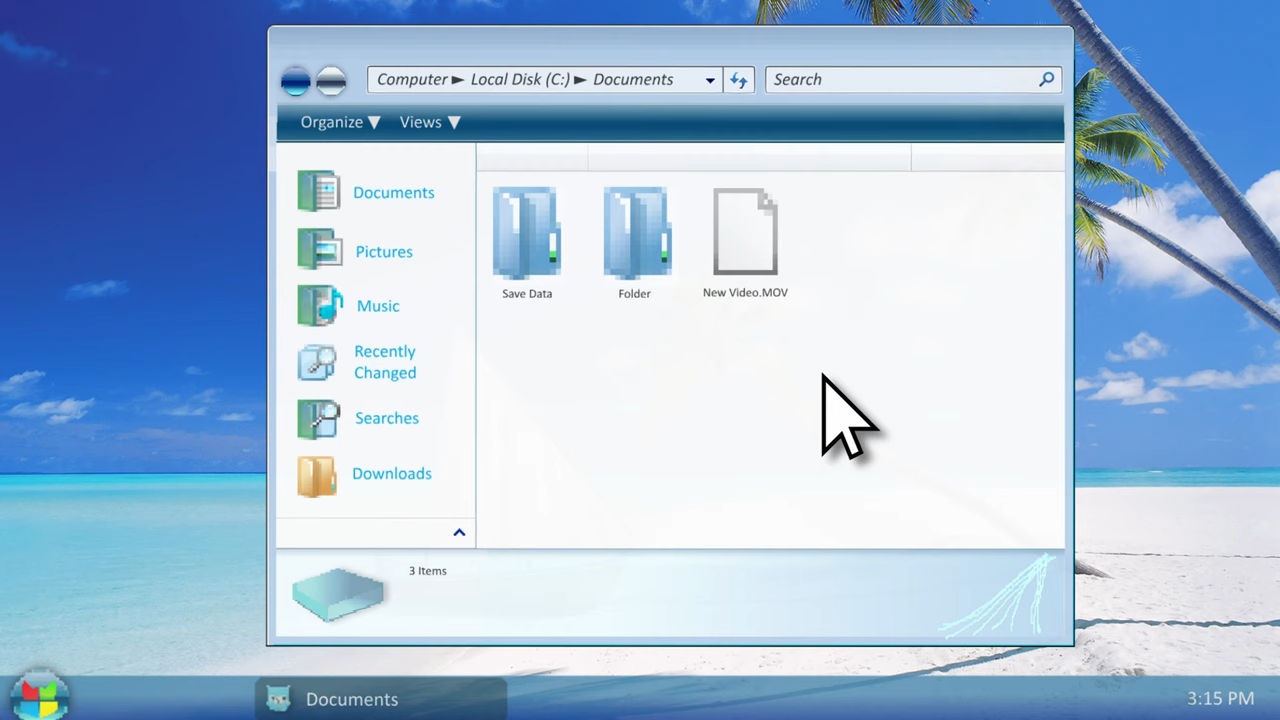 Computer ► Local Disk (C:) ► Documents
Search
Organize ▼ Views ▼
Documents
Pictures
Music
Recently
Changed
Searches
Downloads
Save Data
Folder
New Video.MOV
3 Items
Documents
3:15 PM